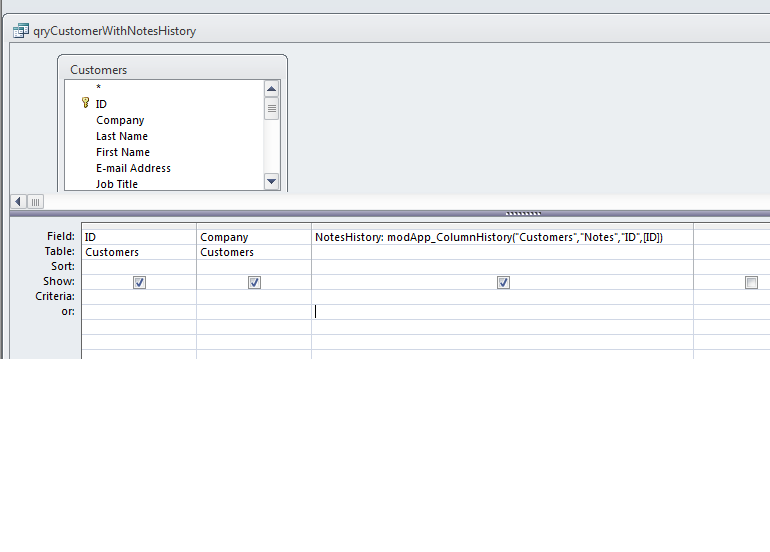 qryCustomerWithNotesHistory
Customers
*
ID
Company
Last Name
First Name
E-mail Address
Job Title
Field: ID Company NotesHistory: modApp_ColumnHistory("Customers","Notes","ID",[ID])
Table: Customers Customers
Sort:
Show:
Criteria:
or: